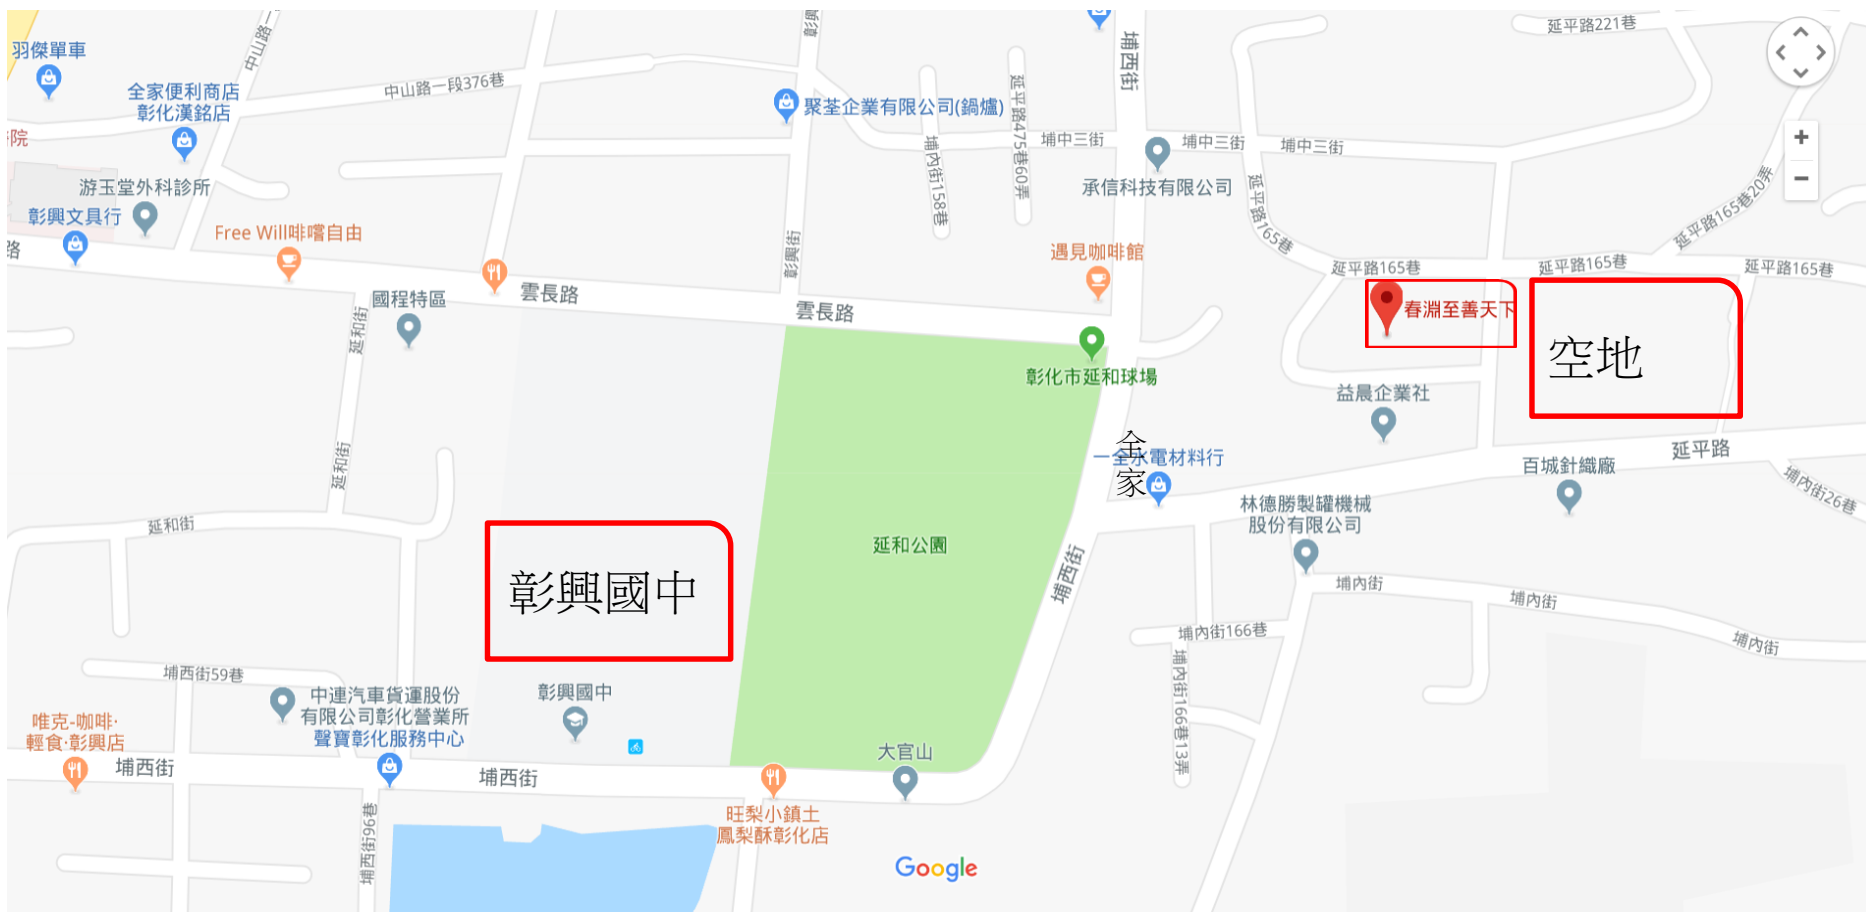 羽傑單車
全家便利商店
彰化漢銘店
中山路一
中山路一段376巷
彰興
聚荃企業有限公司(鍋爐)
埔西街
延平路221巷
延平路475巷60弄
埔內街158巷
埔中三街
埔中三街
埔中三街
承信科技有限公司
院
游玉堂外科診所
彰興文具行
路
Free Will啡嚐自由
彰興街
遇見咖啡館
延平路165巷
延平路165巷20弄
延平路165巷
延平路165巷
延平路165巷
國程特區
雲長路
雲長路
延和街
春淵至善天下
空地
彰化市延和球場
益晨企業社
全家
一全水電材料行
延平路
百城針織廠
埔內街26巷
延和街
延和街
林德勝製罐機械
股份有限公司
延和公園
埔西街
彰興國中
埔內街
埔內街
埔內街
埔內街166巷
埔內街166巷13弄
埔西街59巷
中連汽車貨運股份
有限公司彰化營業所
聲寶彰化服務中心
彰興國中
唯克-咖啡·
輕食·彰興店
埔西街
埔西街
大官山
旺梨小鎮土
鳳梨酥彰化店
埔西街96巷
Google